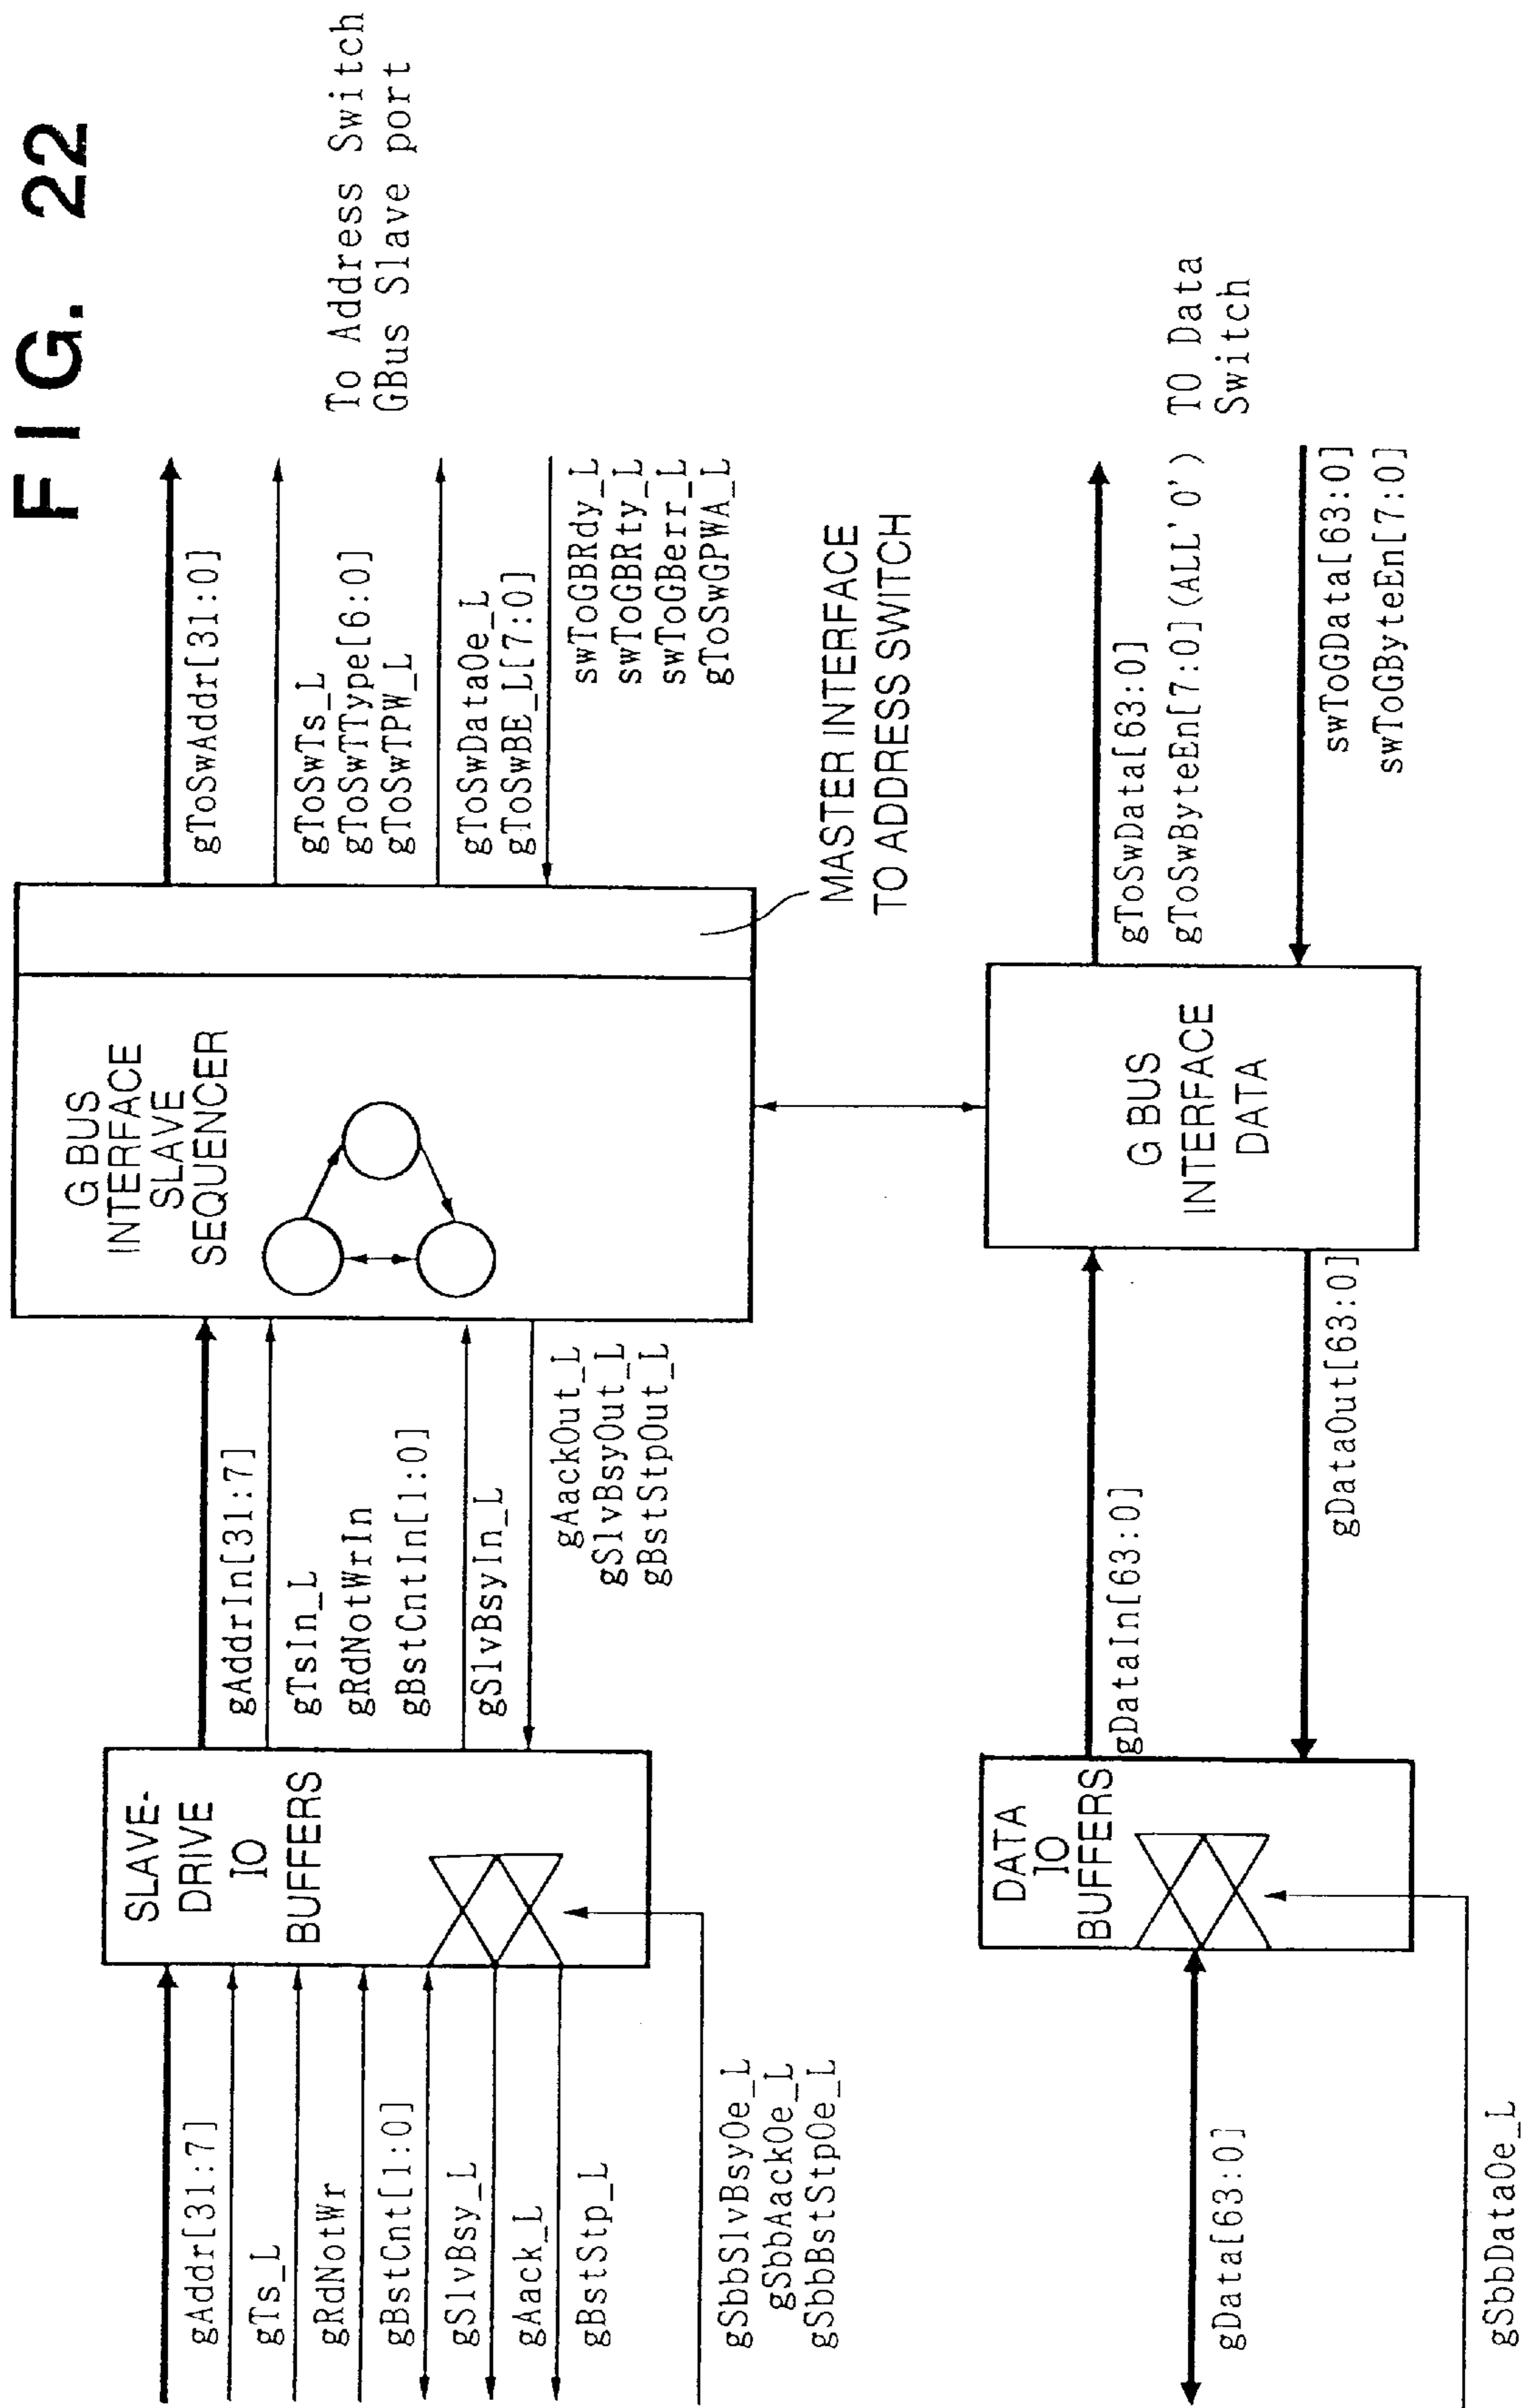 FIG. 22
SLAVE-
DRIVE
IO
BUFFERS
gAddr[31:7]
gTs_L
gRdNotWr
gBstCnt[1:0]
gSlvBsy_L
gAack_L
gBstStp_L
gSbbSlvBsyOe_L
gSbbAackOe_L
gSbbBstStpOe_L
gAddrIn[31:7]
gTsIn_L
gRdNotWrIn
gBstCntIn[1:0]
gSlvBsyIn_L
gAackOut_L
gSlvBsyOut_L
gBstStpOut_L
G BUS
INTERFACE
SLAVE
SEQUENCER
gToSwAddr[31:0]
gToSwTs_L
gToSwTType[6:0]
gToSwTPW_L
gToSwDataOe_L
gToSwBE_L[7:0]
swToGBRdy_L
swToGBRty_L
swToGBerr_L
gToSwGPWA_L
To Address Switch
GBus Slave port
MASTER INTERFACE
TO ADDRESS SWITCH
DATA
IO
BUFFERS
gData[63:0]
gSbbDataOe_L
gDataIn[63:0]
gDataOut[63:0]
G BUS
INTERFACE
DATA
gToSwData[63:0]
gToSwByteEn[7:0](ALL'0')
TO Data
Switch
swToGData[63:0]
swToGByteEn[7:0]